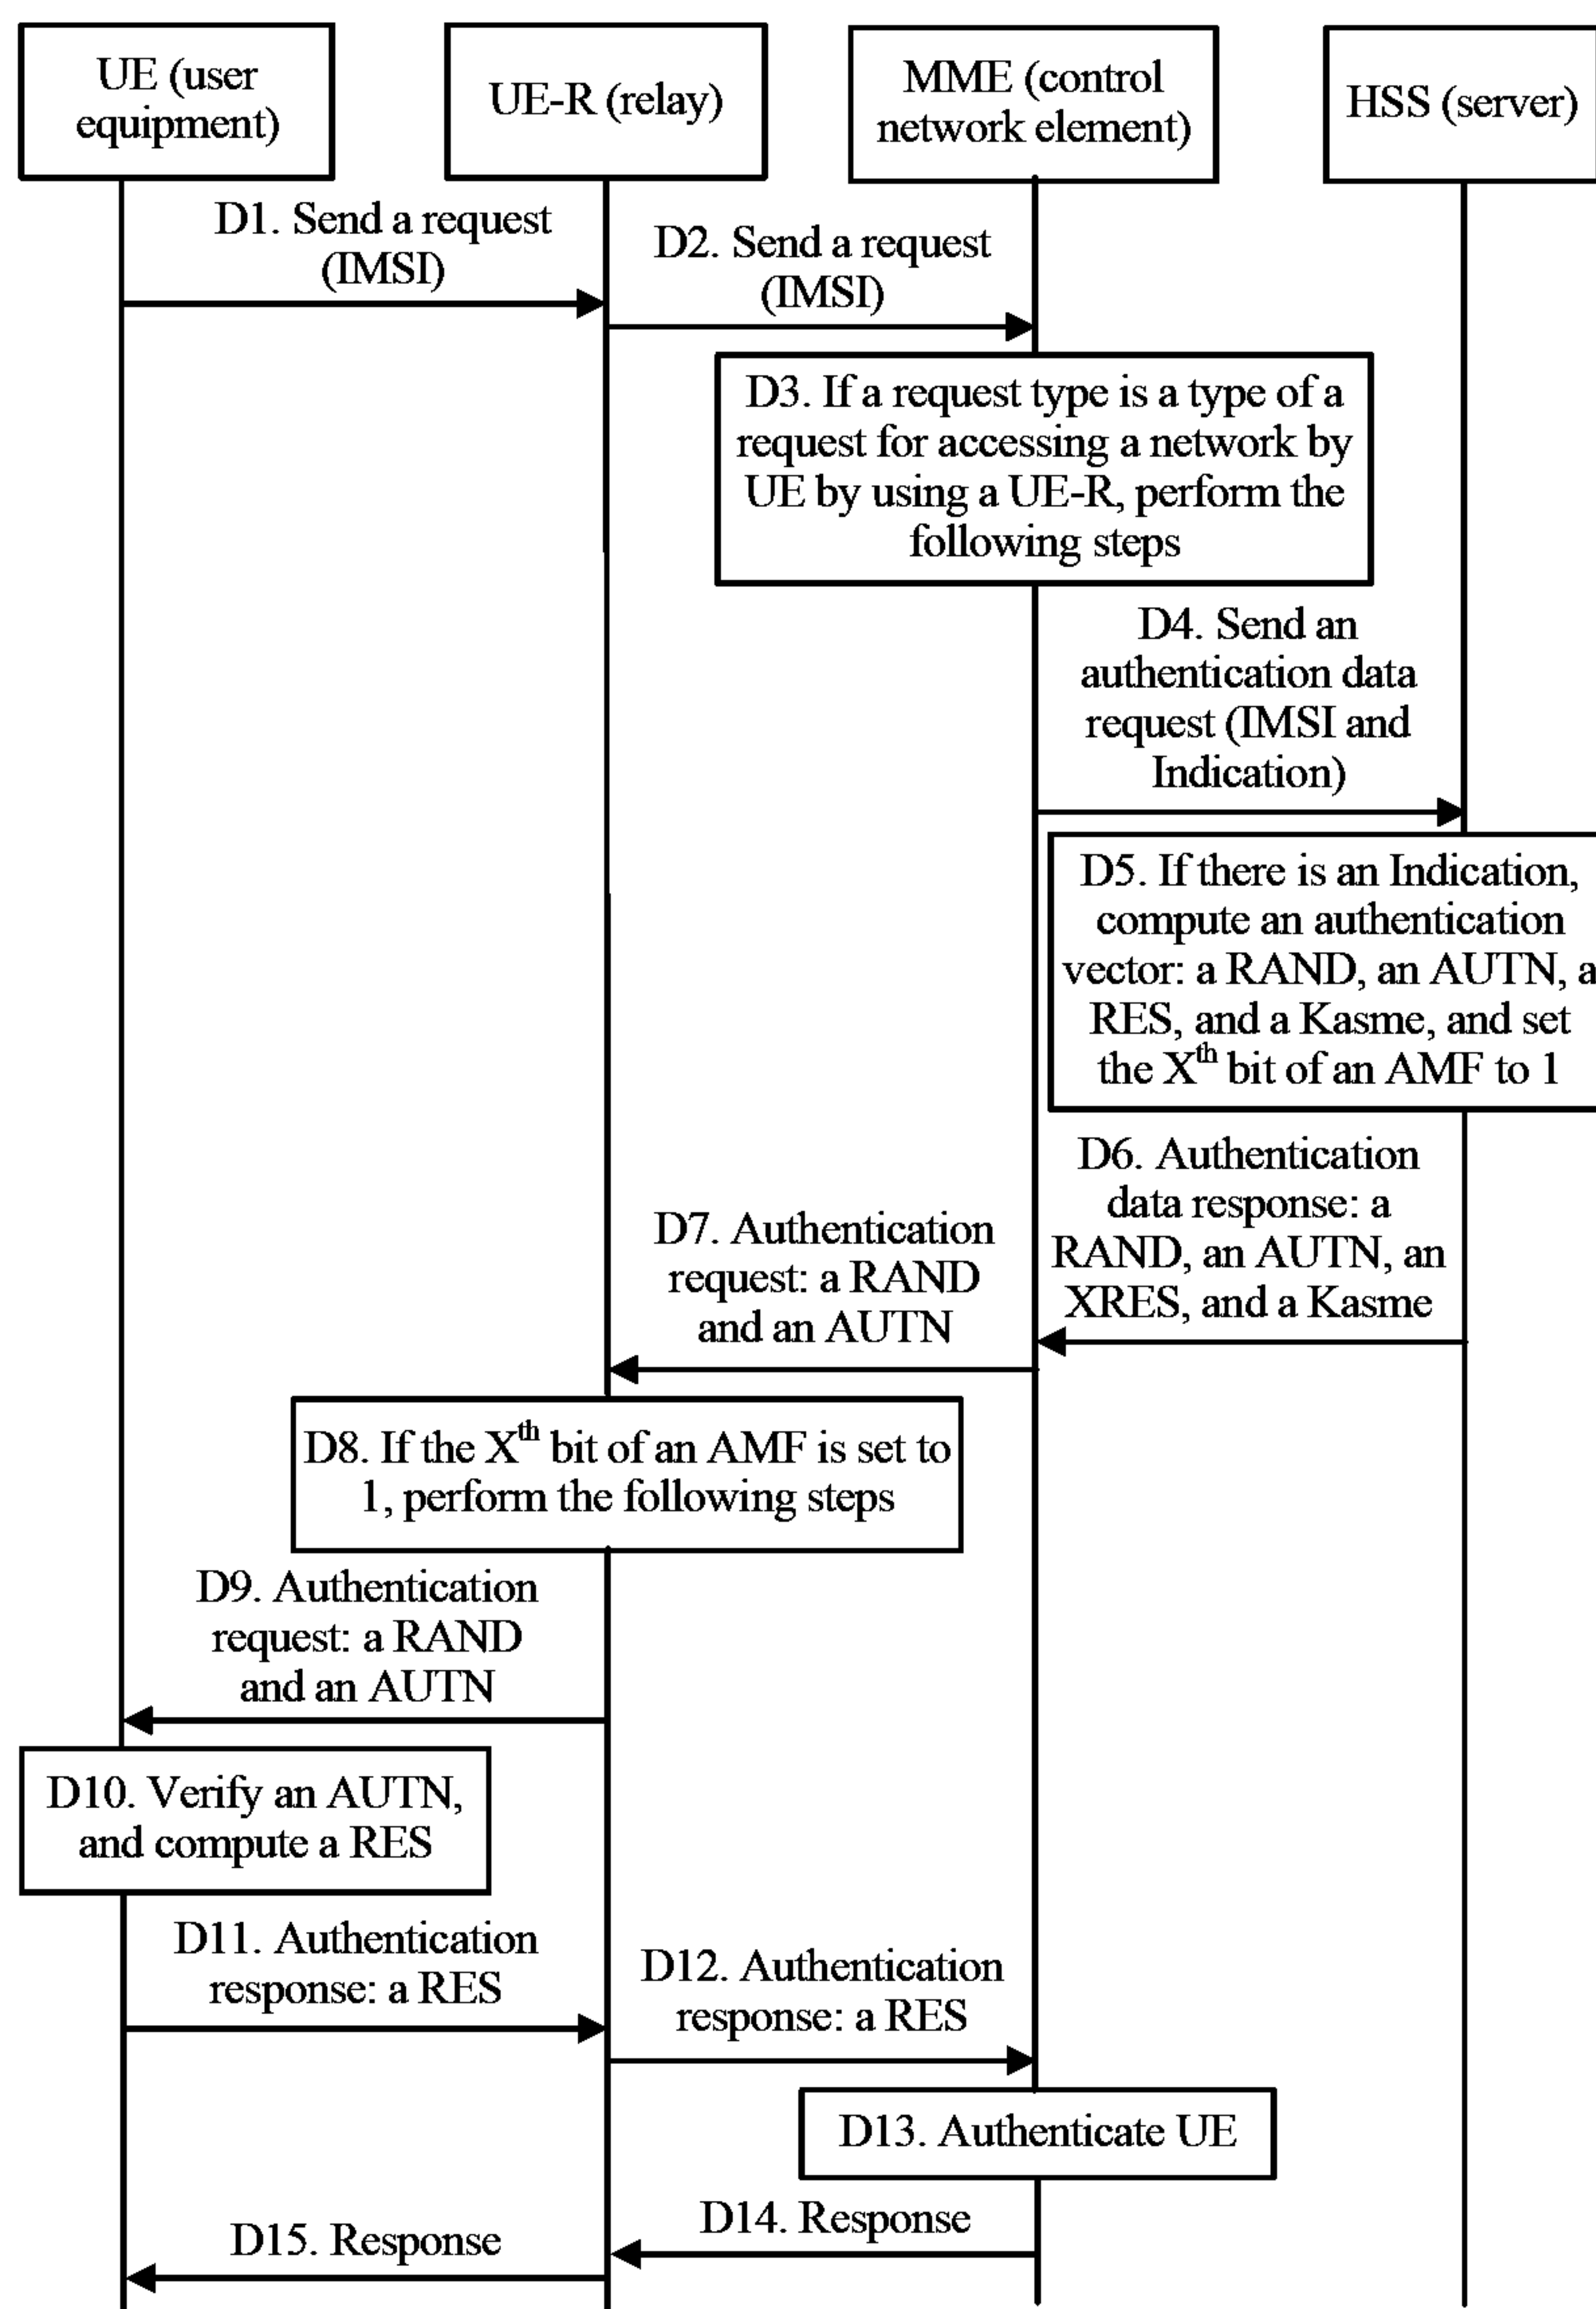 UE (user
equipment)
UE-R (relay)
MME (control
network element)
HSS (server)
D1. Send a request
(IMSI)
D2. Send a request
(IMSI)
D3. If a request type is a type of a
request for accessing a network by
UE by using a UE-R, perform the
following steps
D4. Send an
authentication data
request (IMSI and
Indication)
D5. If there is an Indication,
compute an authentication
vector: a RAND, an AUTN, a
RES, and a Kasme, and set
the Xth bit of an AMF to 1
D6. Authentication
data response: a
RAND, an AUTN, an
XRES, and a Kasme
D7. Authentication
request: a RAND
and an AUTN
D8. If the Xth bit of an AMF is set to
1, perform the following steps
D9. Authentication
request: a RAND
and an AUTN
D10. Verify an AUTN,
and compute a RES
D11. Authentication
response: a RES
D12. Authentication
response: a RES
D13. Authenticate UE
D14. Response
D15. Response